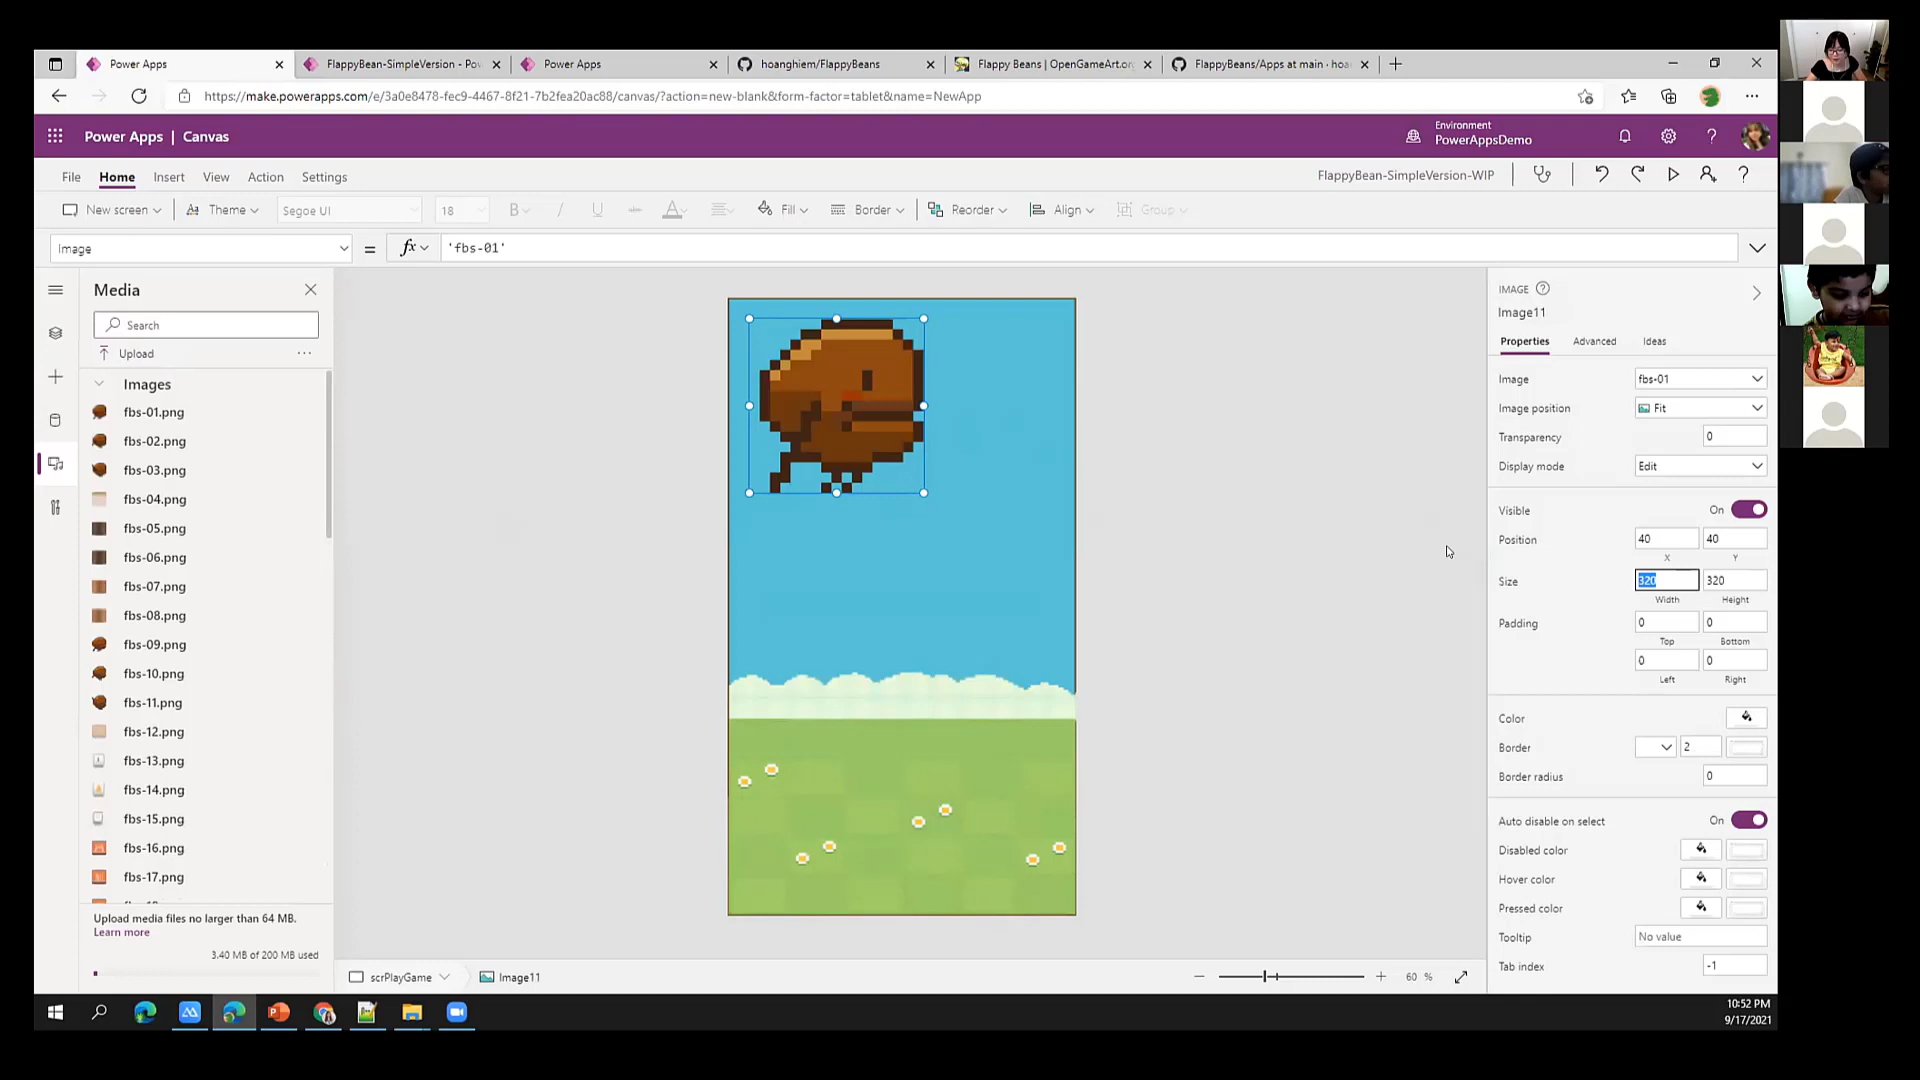 Power Apps
FlappyBean-SimpleVersion - Po
Power Apps
hoanghiem/FlappyBeans
Flappy Beans | OpenGameArt.org
FlappyBeans/Apps at main · hoa
https://make.powerapps.com/e/3a0e8478-fec9-4467-8f21-7b2fea20ac88/canvas/?action=new-blank&form-factor=tablet&name=NewApp
Power Apps | Canvas
Environment
PowerAppsDemo
File Home Insert View Action Settings
FlappyBean-SimpleVersion-WIP
New screen Theme Segoe UI 18 B Fill Border Reorder Align Group
Image = fx 'fbs-01'
Media
Search
Upload
Images
fbs-01.png
fbs-02.png
fbs-03.png
fbs-04.png
fbs-05.png
fbs-06.png
fbs-07.png
fbs-08.png
fbs-09.png
fbs-10.png
fbs-11.png
fbs-12.png
fbs-13.png
fbs-14.png
fbs-15.png
fbs-16.png
fbs-17.png
Upload media files no larger than 64 MB.
Learn more
3.40 MB of 200 MB used
IMAGE
Image11
Properties Advanced Ideas
Image fbs-01
Image position Fit
Transparency 0
Display mode Edit
Visible On
Position 40 40
X Y
Size 320 320
Width Height
Padding 0 0
Top Bottom
0 0
Left Right
Color
Border 2
Border radius 0
Auto disable on select On
Disabled color
Hover color
Pressed color
Tooltip No value
Tab index -1
scrPlayGame Image11
60 %
10:52 PM
9/17/2021